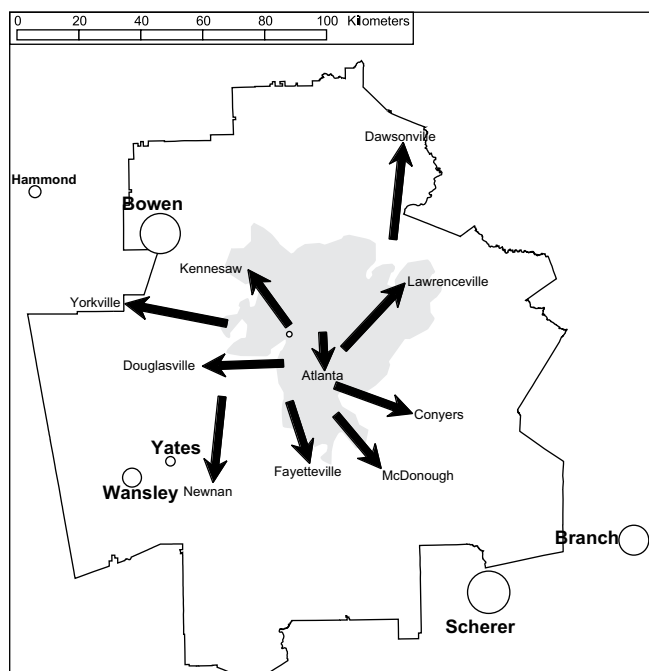 0 20 40 60 80 100 Kilometers
Dawsonville
Hammond
Bowen
Kennesaw
Lawrenceville
Yorkville
Douglasville
Atlanta
Conyers
Yates
Fayetteville
McDonough
Wansley
Newnan
Branch
Scherer